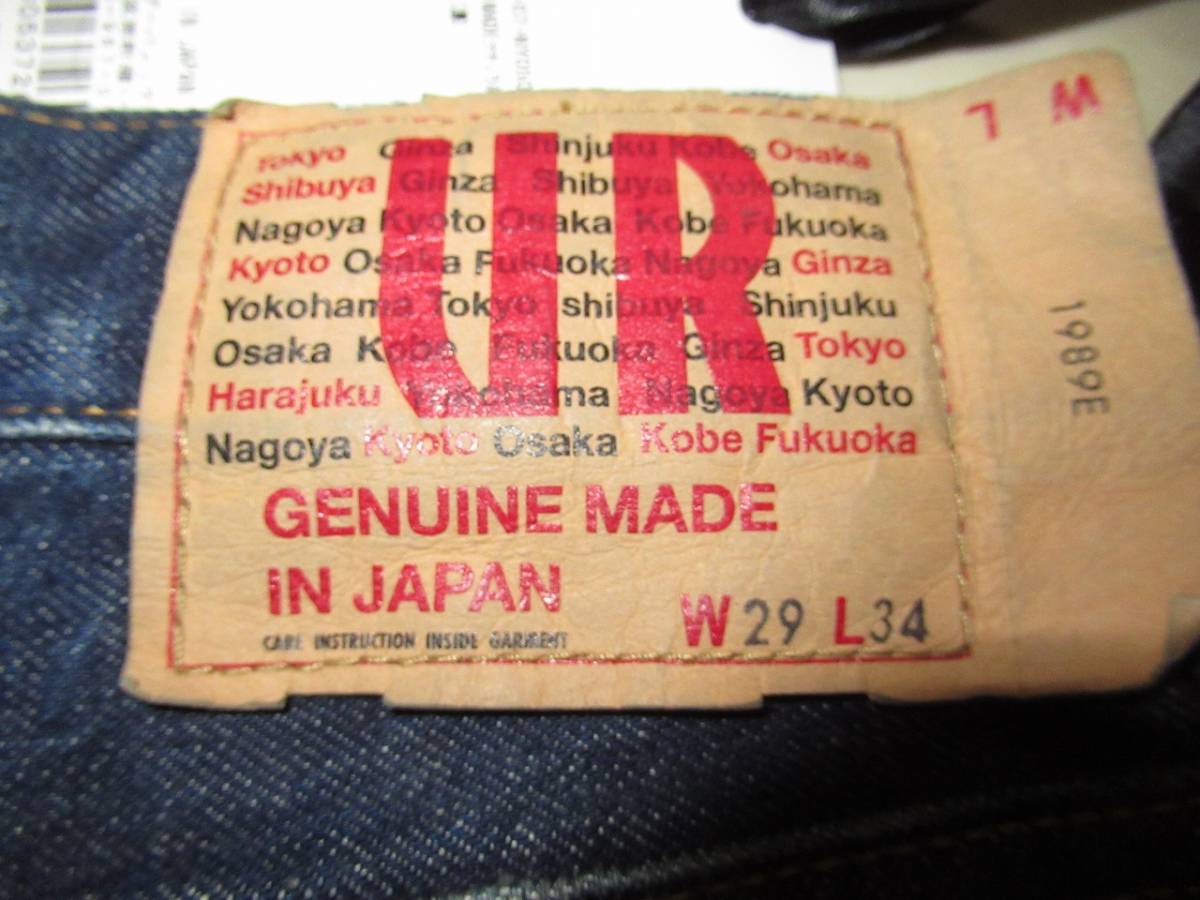 Tokyo Ginza Shinjuku Kobe Osaka
Shibuya Ginza Shibuya Yokohama
Nagoya Kyoto Osaka Kobe Fukuoka
Kyoto Osaka Fukuoka Nagoya Ginza
Yokohama Tokyo shibuya Shinjuku
Osaka Kobe Fukuoka Ginza Tokyo
Harajuku Yokohama Nagoya Kyoto
Nagoya Kyoto Osaka Kobe Fukuoka
UR
GENUINE MADE
IN JAPAN
CARE INSTRUCTION INSIDE GARMENT
W29 L34
W L
1989E